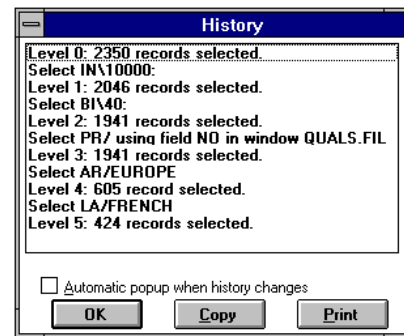 History
Level 0: 2350 records selected.
Select IN\10000:
Level 1: 2046 records selected.
Select BI\40:
Level 2: 1941 records selected.
Select PR/ using field NO in window QUALS.FIL
Level 3: 1941 records selected.
Select AR/EUROPE
Level 4: 605 record selected.
Select LA/FRENCH
Level 5: 424 records selected.
Automatic popup when history changes
OK Copy Print